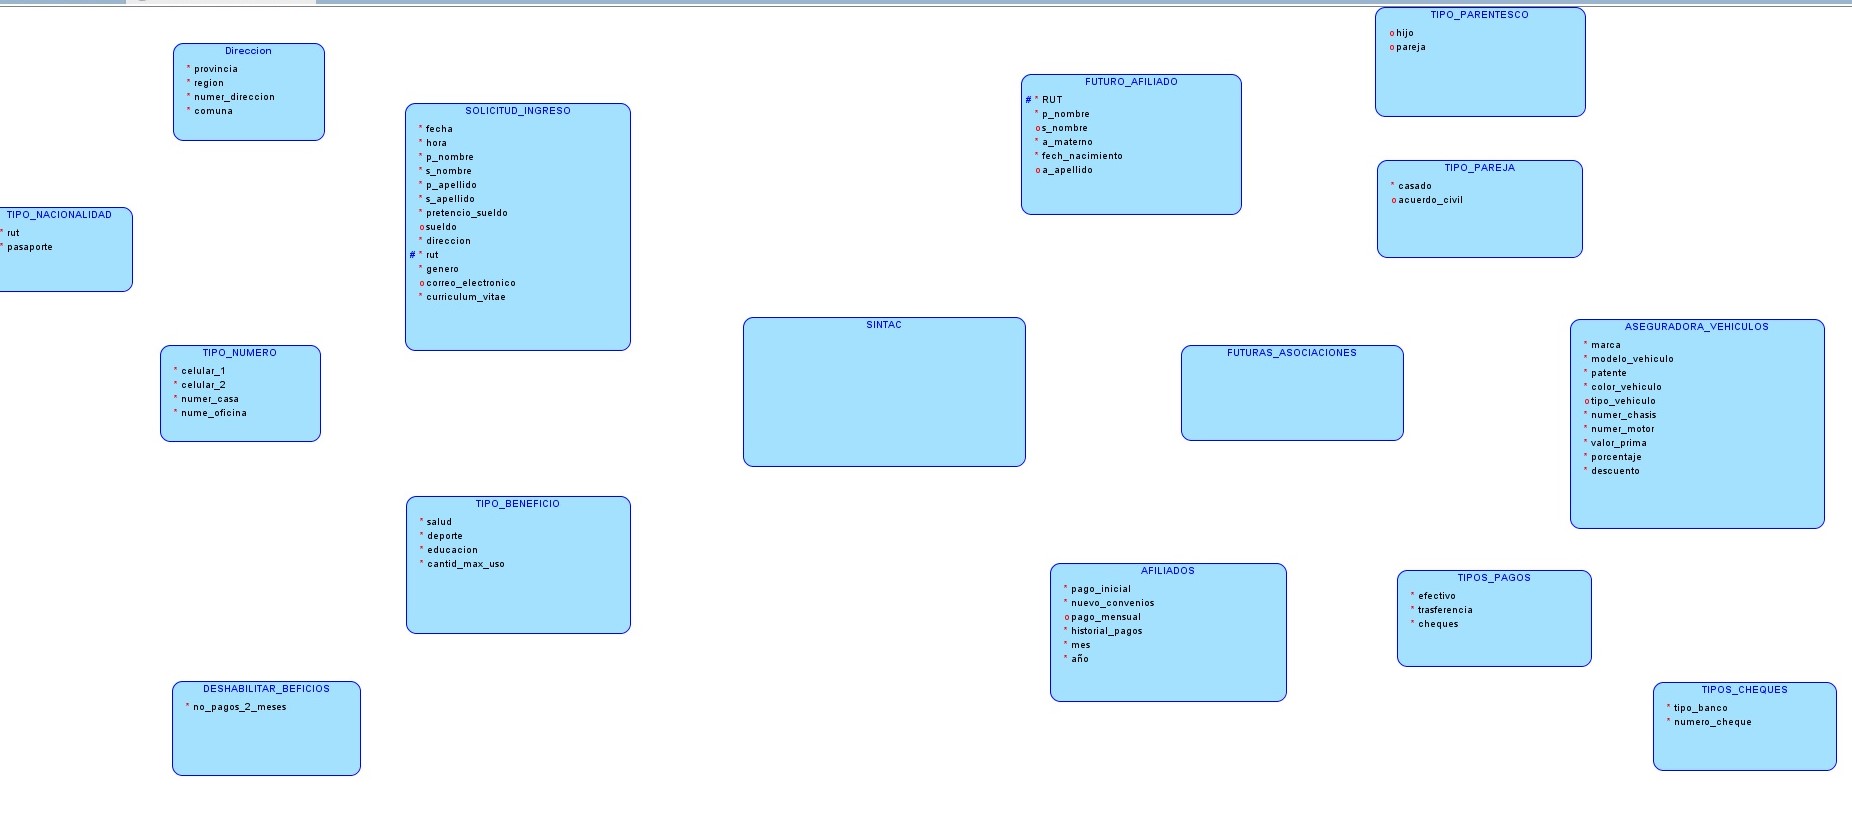 Direccion
* provincia
* region
* numer_direccion
* comuna
TIPO_NACIONALIDAD
* rut
* pasaporte
TIPO_NUMERO
* celular_1
* celular_2
* numer_casa
* nume_oficina
SOLICITUD_INGRESO
* fecha
* hora
* p_nombre
* s_nombre
* p_apellido
* s_apellido
* pretencio_sueldo
o sueldo
* direccion
# * rut
* genero
o correo_electronico
* curriculum_vitae
TIPO_BENEFICIO
* salud
* deporte
* educacion
* cantid_max_uso
DESHABILITAR_BEFICIOS
* no_pagos_2_meses
SINTAC
FUTURO_AFILIADO
# * RUT
* p_nombre
o s_nombre
* a_materno
* fech_nacimiento
o a_apellido
TIPO_PARENTESCO
o hijo
o pareja
TIPO_PAREJA
* casado
o acuerdo_civil
FUTURAS_ASOCIACIONES
ASEGURADORA_VEHICULOS
* marca
* modelo_vehiculo
* patente
* color_vehiculo
o tipo_vehiculo
* numer_chasis
* numer_motor
* valor_prima
* porcentaje
* descuento
AFILIADOS
* pago_inicial
* nuevo_convenios
o pago_mensual
* historial_pagos
* mes
* año
TIPOS_PAGOS
* efectivo
* trasferencia
* cheques
TIPOS_CHEQUES
* tipo_banco
* numero_cheque